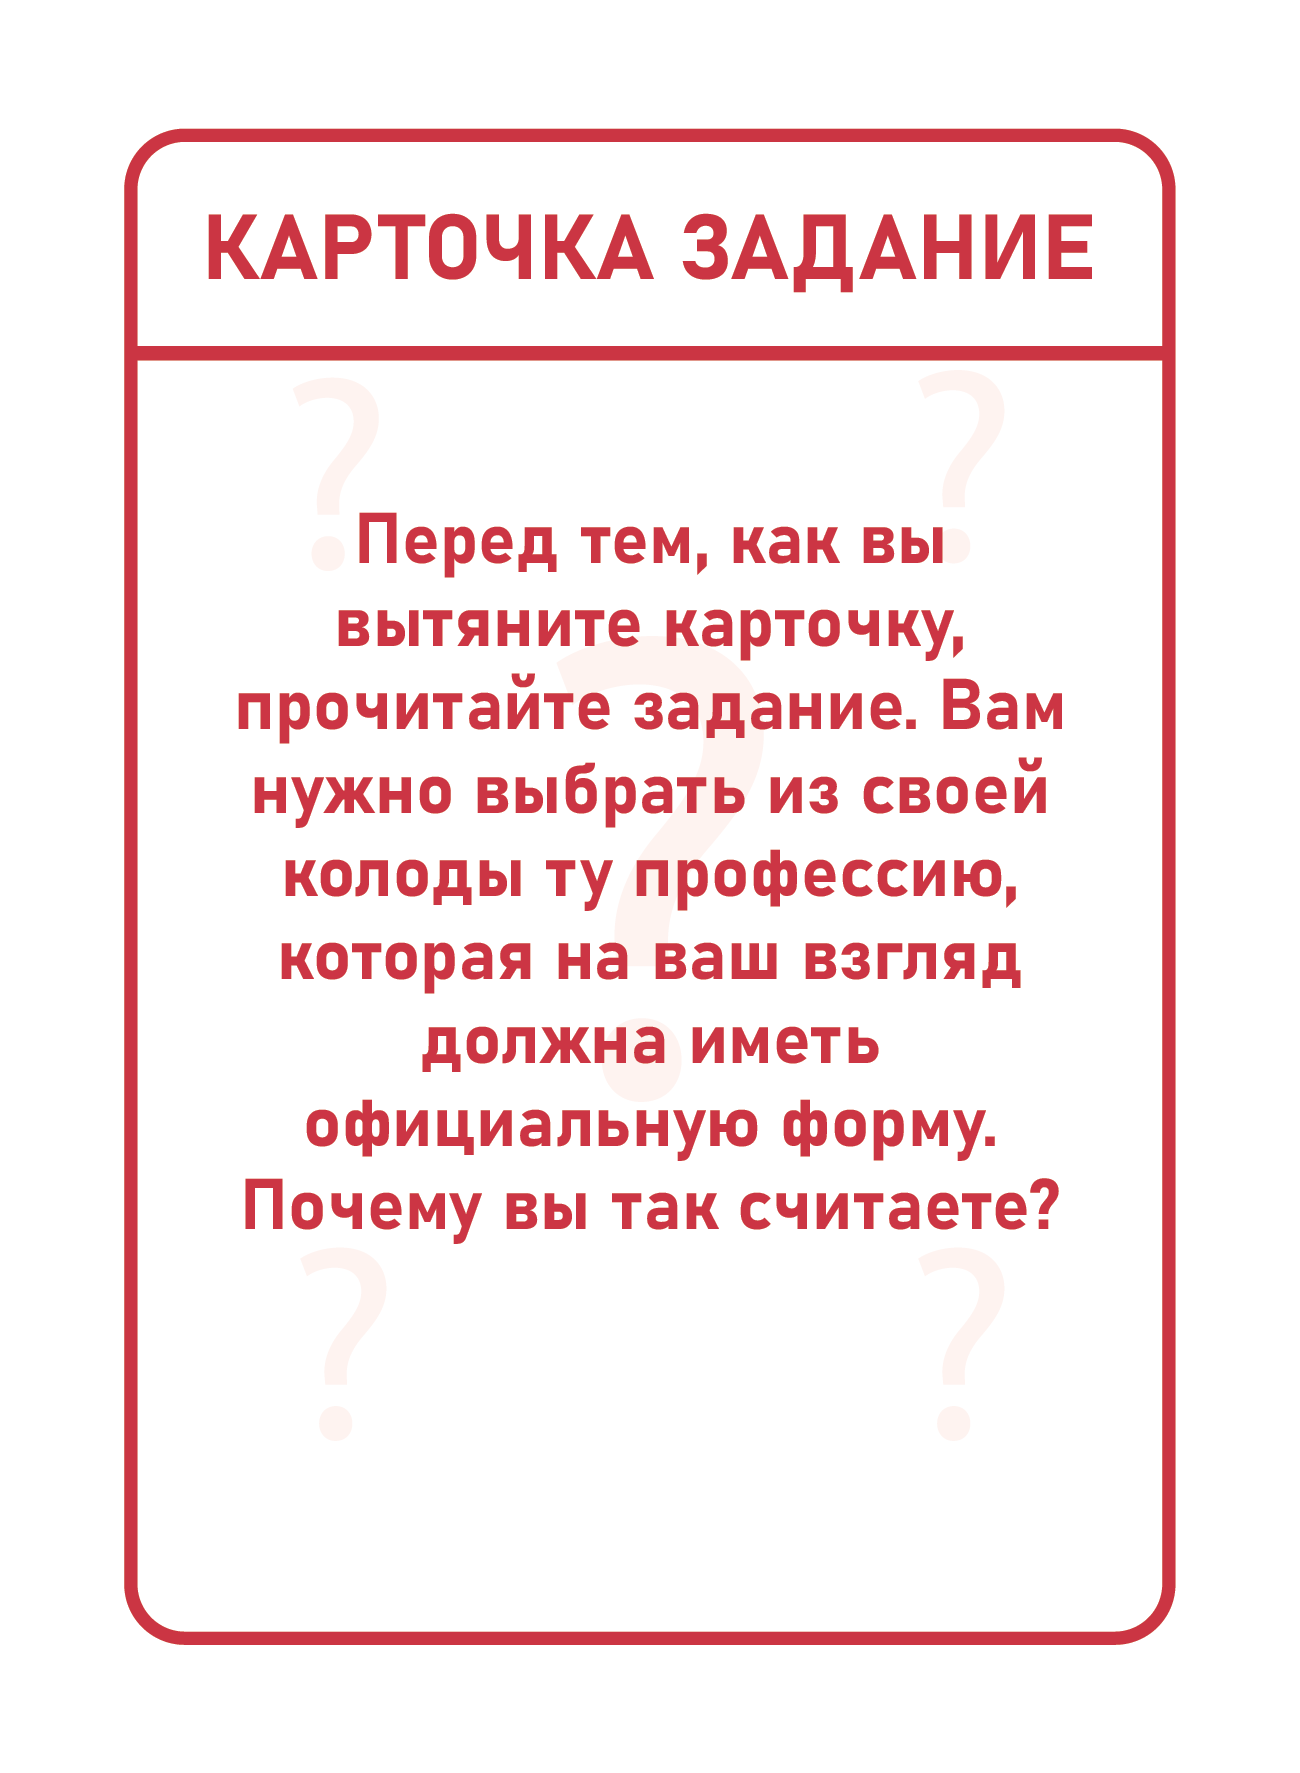 КАРТОЧКА ЗАДАНИЕ
Перед тем, как вы
вытяните карточку,
прочитайте задание. Вам
нужно выбрать из своей
колоды ту профессию,
которая на ваш взгляд
должна иметь
официальную форму.
Почему вы так считаете?